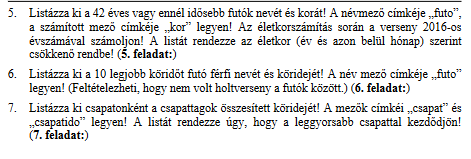 5. Listázza ki a 42 éves vagy ennél idősebb futók nevét és korát! A névmező címkéje „futo”,
a számított mező címkéje „kor” legyen! Az életkorszámítás során a verseny 2016-os
évszámával számoljon! A listát rendezze az életkor (év és azon belül hónap) szerint
csökkenő rendbe! (5. feladat:)
6. Listázza ki a 10 legjobb köridőt futó férfi nevét és köridejét! A név mező címkéje „futo”
legyen! (Feltételezheti, hogy nem volt holtverseny a futók között.) (6. feladat:)
7. Listázza ki csapatonként a csapattagok összesített köridejét! A mezők címkéi „csapat” és
„csapatido” legyen! A listát rendezze úgy, hogy a leggyorsabb csapattal kezdődjön!
(7. feladat:)